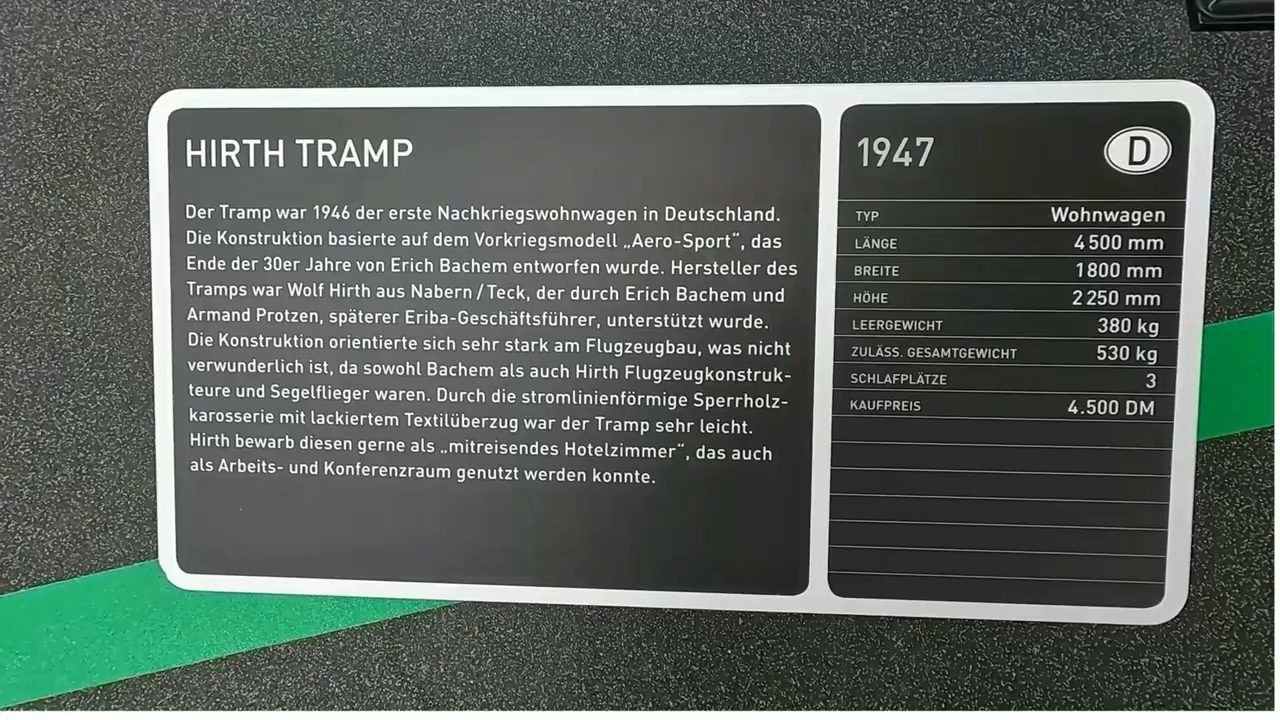 HIRTH TRAMP
Der Tramp war 1946 der erste Nachkriegswohnwagen in Deutschland.
Die Konstruktion basierte auf dem Vorkriegsmodell „Aero-Sport“, das
Ende der 30er Jahre von Erich Bachem entworfen wurde. Hersteller des
Tramps war Wolf Hirth aus Nabern / Teck, der durch Erich Bachem und
Armand Protzen, späterer Eriba-Geschäftsführer, unterstützt wurde.
Die Konstruktion orientierte sich sehr stark am Flugzeugbau, was nicht
verwunderlich ist, da sowohl Bachem als auch Hirth Flugzeugkonstruk-
teure und Segelflieger waren. Durch die stromlinienförmige Sperrholz-
karosserie mit lackiertem Textilüberzug war der Tramp sehr leicht.
Hirth bewarb diesen gerne als „mitreisendes Hotelzimmer“, das auch
als Arbeits- und Konferenzraum genutzt werden konnte.
1947 D
TYP Wohnwagen
LÄNGE 4 500 mm
BREITE 1 800 mm
HÖHE 2 250 mm
LEERGEWICHT 380 kg
ZULÄSS. GESAMTGEWICHT 530 kg
SCHLAFPLÄTZE 3
KAUFPREIS 4.500 DM